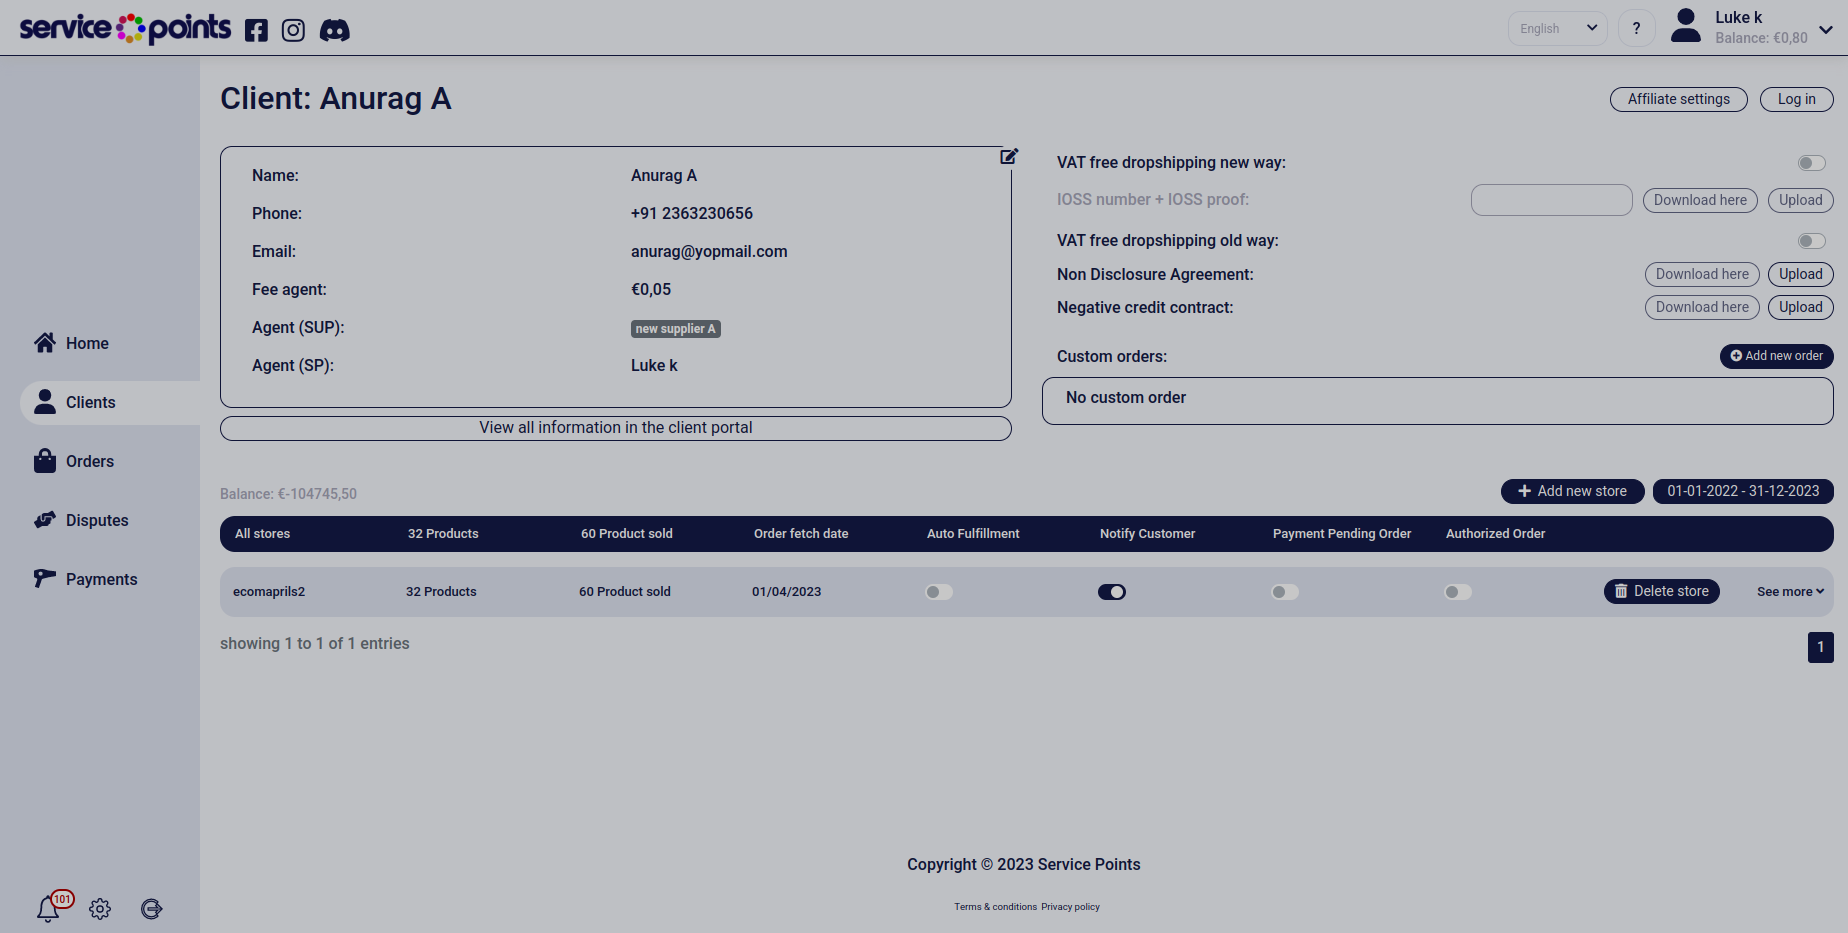 service points
English
?
Luke k
Balance: €0,80
Client: Anurag A
Affiliate settings
Log in
Name: Anurag A
Phone: +91 2363230656
Email: anurag@yopmail.com
Fee agent: €0,05
Agent (SUP): new supplier A
Agent (SP): Luke k
View all information in the client portal
VAT free dropshipping new way:
IOSS number + IOSS proof: Download here Upload
VAT free dropshipping old way:
Non Disclosure Agreement: Download here Upload
Negative credit contract: Download here Upload
Custom orders: Add new order
No custom order
Home
Clients
Orders
Disputes
Payments
101
Balance: €-104745,50
Add new store 01-01-2022 - 31-12-2023
All stores 32 Products 60 Product sold Order fetch date Auto Fulfillment Notify Customer Payment Pending Order Authorized Order
ecomaprils2 32 Products 60 Product sold 01/04/2023 Delete store See more
showing 1 to 1 of 1 entries
1
Copyright © 2023 Service Points
Terms & conditions Privacy policy